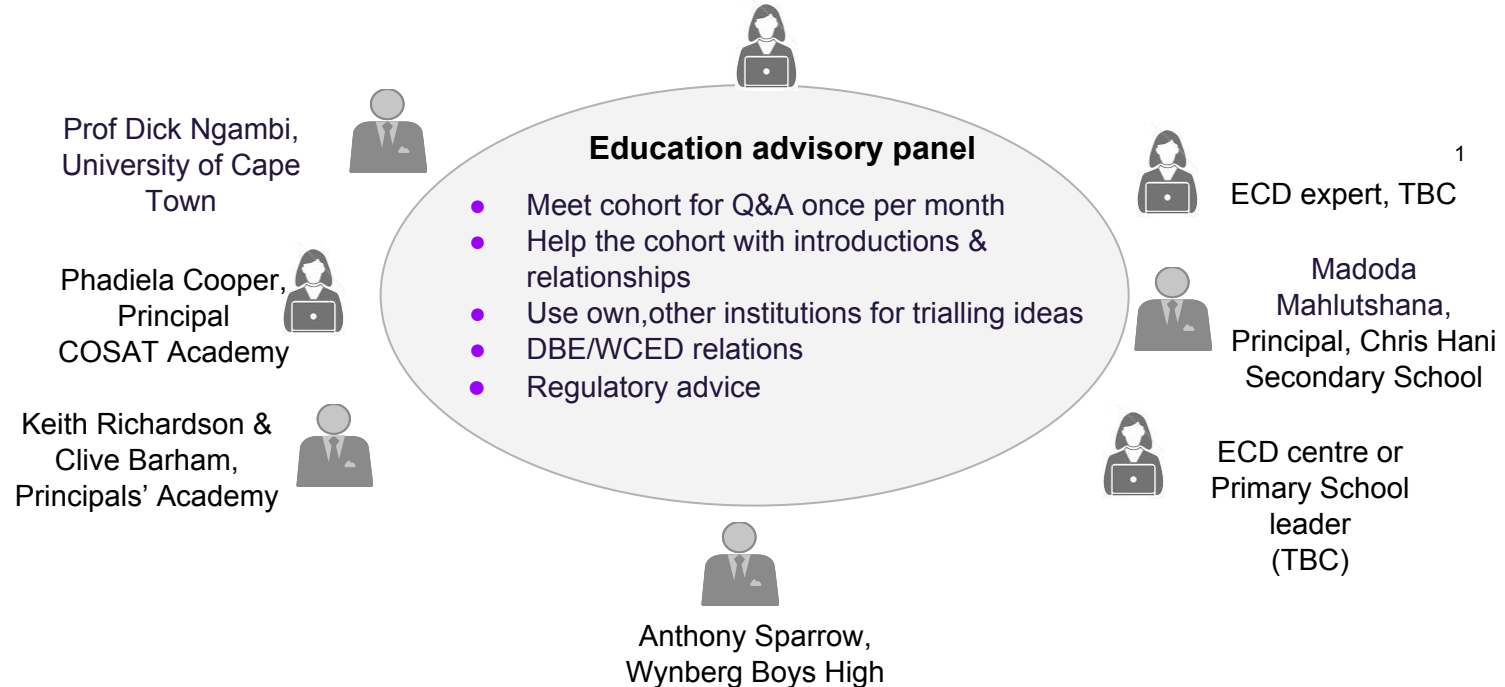 Education advisory panel
● Meet cohort for Q&A once per month
● Help the cohort with introductions &
relationships
● Use own,other institutions for trialling ideas
● DBE/WCED relations
● Regulatory advice
Prof Dick Ngambi,
University of Cape
Town
Phadiela Cooper,
Principal
COSAT Academy
Keith Richardson &
Clive Barham,
Principals’ Academy
Anthony Sparrow,
Wynberg Boys High
1
ECD expert, TBC
Madoda
Mahlutshana,
Principal, Chris Hani
Secondary School
ECD centre or
Primary School
leader
(TBC)